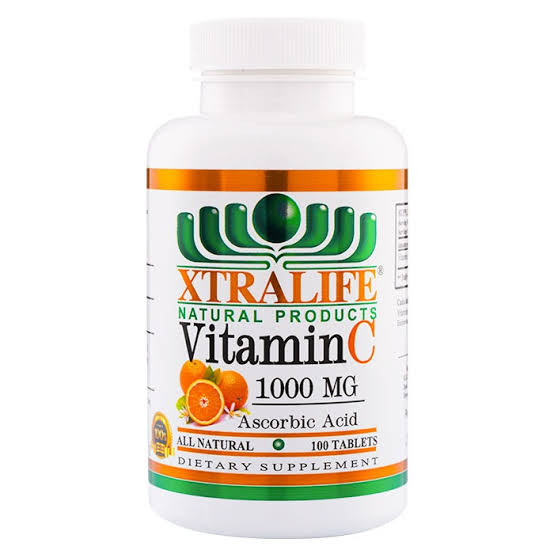 XTRALIFE®
NATURAL PRODUCTS
Vitamin C
1000 MG
Ascorbic Acid
ALL NATURAL 100 TABLETS
DIETARY SUPPLEMENT